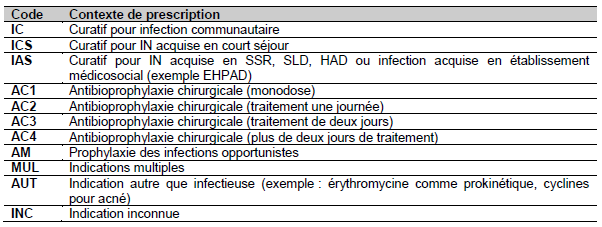 Code Contexte de prescription
IC Curatif pour infection communautaire
ICS Curatif pour IN acquise en court séjour
IAS Curatif pour IN acquise en SSR, SLD, HAD ou infection acquise en établissement
médicosocial (exemple EHPAD)
AC1 Antibioprophylaxie chirurgicale (monodose)
AC2 Antibioprophylaxie chirurgicale (traitement une journée)
AC3 Antibioprophylaxie chirurgicale (traitement de deux jours)
AC4 Antibioprophylaxie chirurgicale (plus de deux jours de traitement)
AM Prophylaxie des infections opportunistes
MUL Indications multiples
AUT Indication autre que infectieuse (exemple : érythromycine comme prokinétique, cyclines
pour acné)
INC Indication inconnue